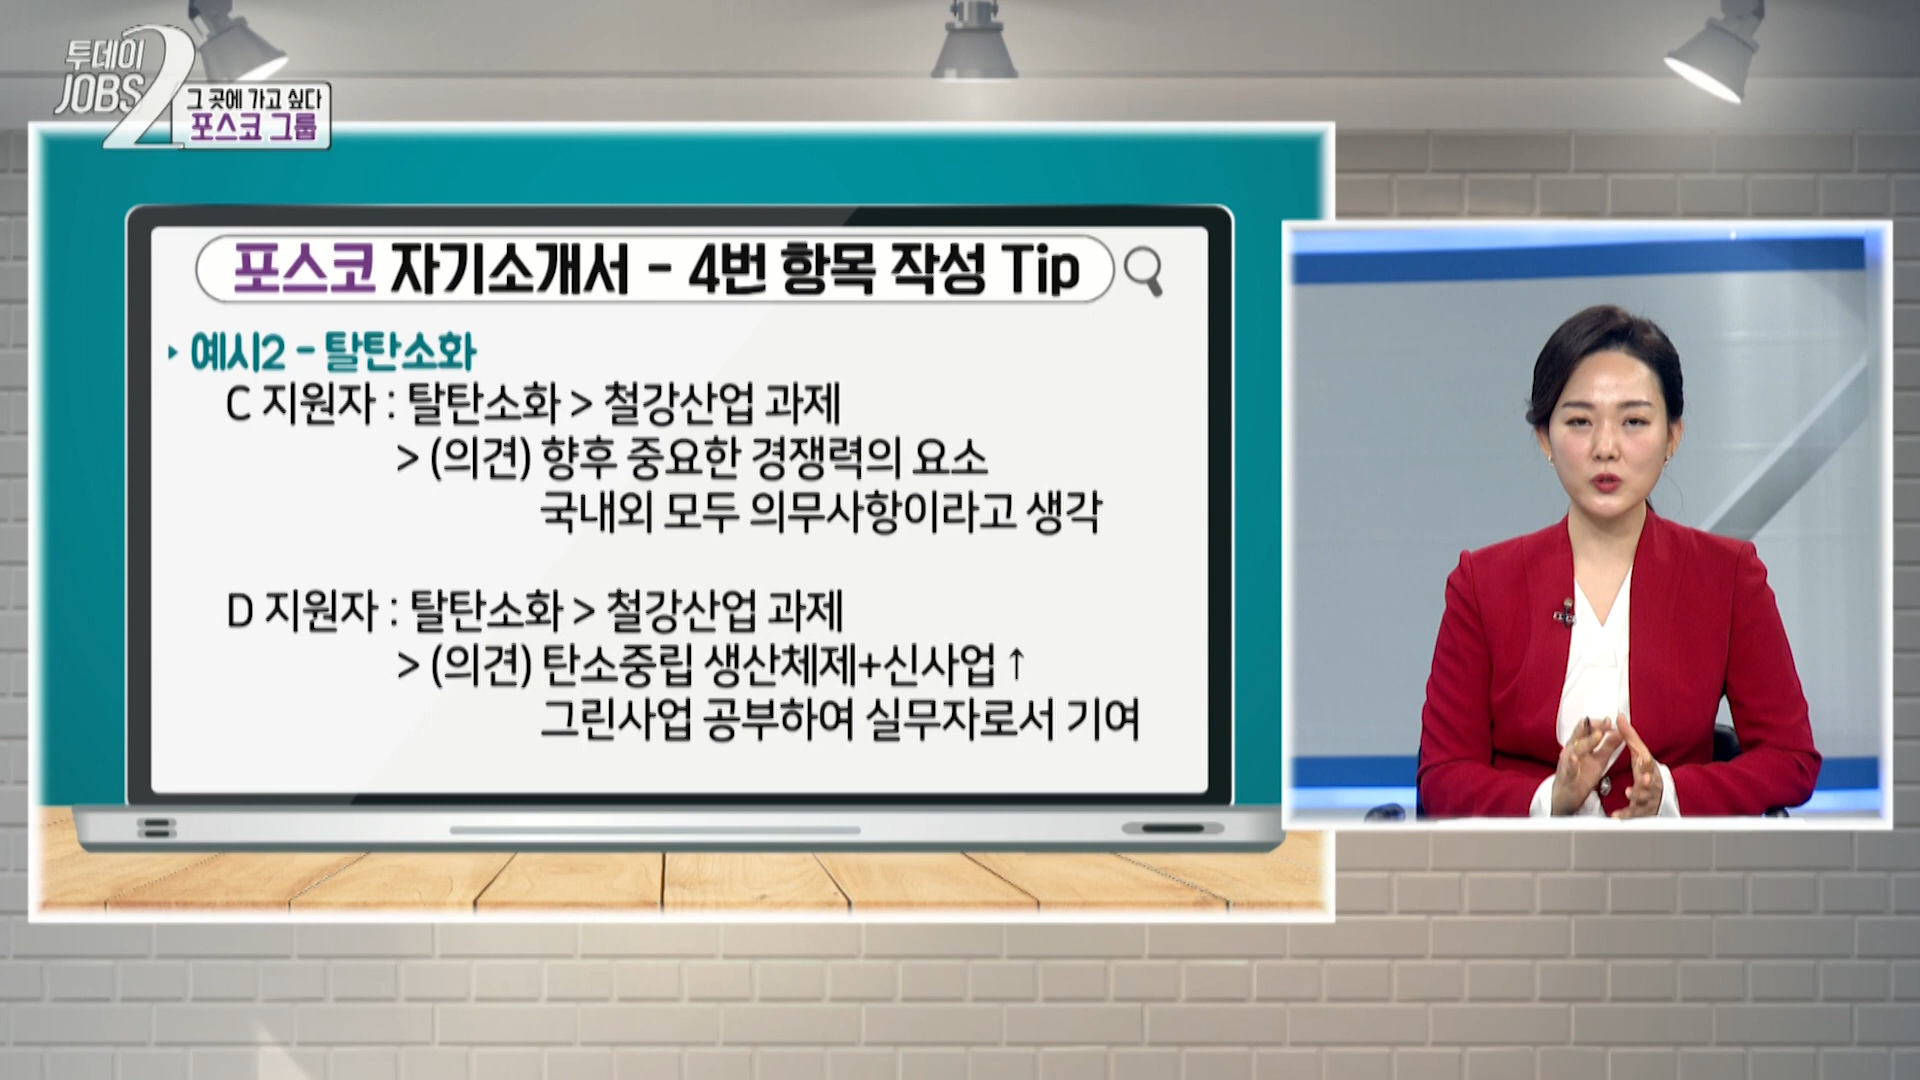 투데이
JOBS 2
그 곳에 가고 싶다
포스코 그룹
포스코 자기소개서 - 4번 항목 작성 Tip
예시2 - 탈탄소화
C 지원자 : 탈탄소화 > 철강산업 과제
> (의견) 향후 중요한 경쟁력의 요소
국내외 모두 의무사항이라고 생각
D 지원자 : 탈탄소화 > 철강산업 과제
> (의견) 탄소중립 생산체제+신사업↑
그린사업 공부하여 실무자로서 기여